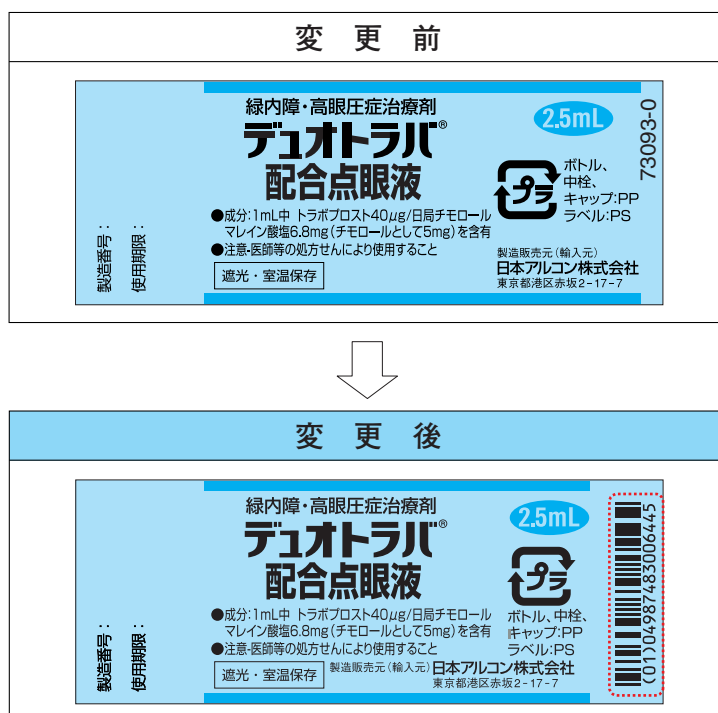 変更前
緑内障・高眼圧症治療剤
デュオトラバ®
配合点眼液
●成分:1mL中 トラボプロスト40μg/日局チモロール
マレイン酸塩6.8mg(チモロールとして5mg)を含有
●注意-医師等の処方せんにより使用すること
遮光・室温保存
製造番号:
使用期限:
2.5mL
プラ
ボトル、
中栓、
キャップ:PP
ラベル:PS
製造販売元(輸入元)
日本アルコン株式会社
東京都港区赤坂2-17-7
73093-0
変更後
緑内障・高眼圧症治療剤
デュオトラバ®
配合点眼液
●成分:1mL中 トラボプロスト40μg/日局チモロール
マレイン酸塩6.8mg(チモロールとして5mg)を含有
●注意-医師等の処方せんにより使用すること
遮光・室温保存
製造番号:
使用期限:
2.5mL
プラ
ボトル、中栓、
キャップ:PP
ラベル:PS
製造販売元(輸入元)日本アルコン株式会社
東京都港区赤坂2-17-7
(01)04987483006445